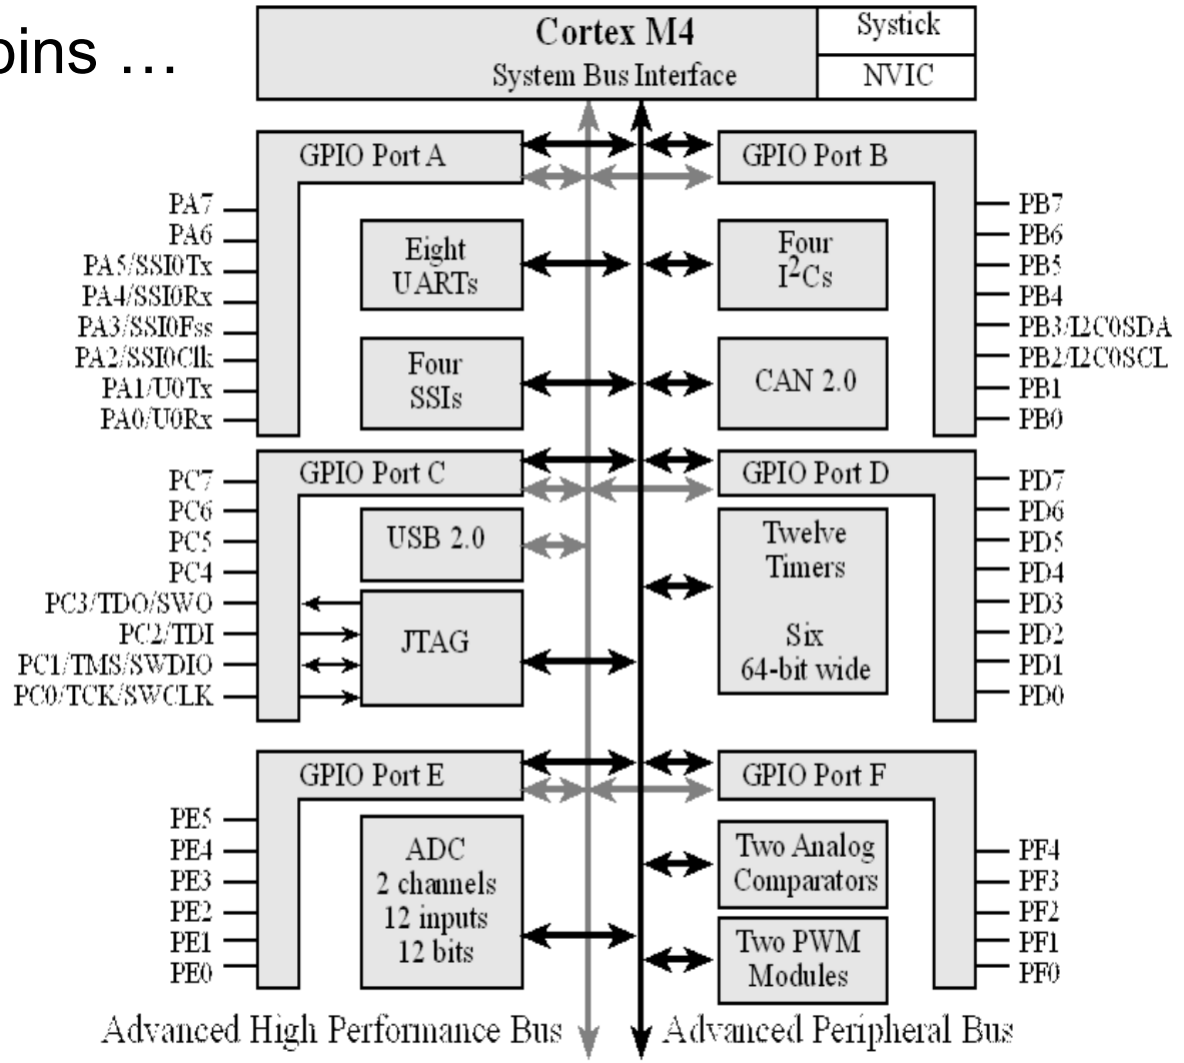 pins …
Cortex M4
System Bus Interface
Systick
NVIC
GPIO Port A
PA7
PA6
PA5/SSI0Tx
PA4/SSI0Rx
PA3/SSI0Fss
PA2/SSI0Clk
PA1/U0Tx
PA0/U0Rx
Eight
UARTs
Four
SSIs
GPIO Port B
Four
I²Cs
CAN 2.0
PB7
PB6
PB5
PB4
PB3/I2C0SDA
PB2/I2C0SCL
PB1
PB0
GPIO Port C
PC7
PC6
PC5
PC4
PC3/TDO/SWO
PC2/TDI
PC1/TMS/SWDIO
PC0/TCK/SWCLK
USB 2.0
JTAG
GPIO Port D
Twelve
Timers
Six
64-bit wide
PD7
PD6
PD5
PD4
PD3
PD2
PD1
PD0
GPIO Port E
PE5
PE4
PE3
PE2
PE1
PE0
ADC
2 channels
12 inputs
12 bits
GPIO Port F
Two Analog
Comparators
Two PWM
Modules
PF4
PF3
PF2
PF1
PF0
Advanced High Performance Bus
Advanced Peripheral Bus